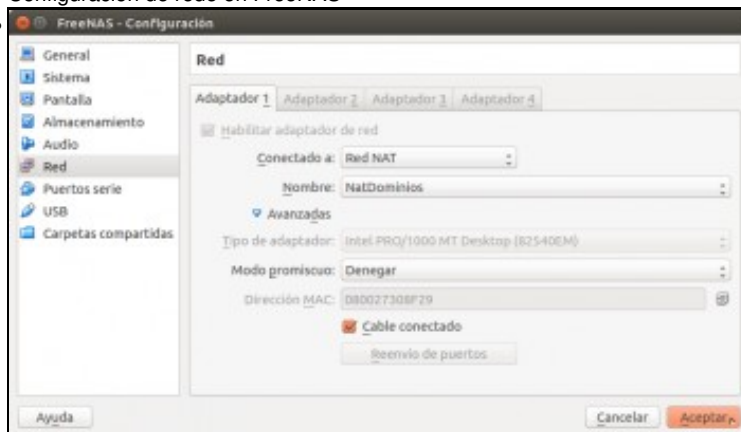 Configuración de rede en FreeNAS
FreeNAS - Configuración
General
Sistema
Pantalla
Almacenamiento
Audio
Red
Puertos serie
USB
Carpetas compartidas
Red
Adaptador 1 Adaptador 2 Adaptador 3 Adaptador 4
Habilitar adaptador de red
Conectado a: Red NAT
Nombre: NatDominios
Avanzadas
Tipo de adaptador: Intel PRO/1000 MT Desktop (82540EM)
Modo promiscuo: Denegar
Dirección MAC: 080027308F29
Cable conectado
Reenvío de puertos
Ayuda Cancelar Aceptar